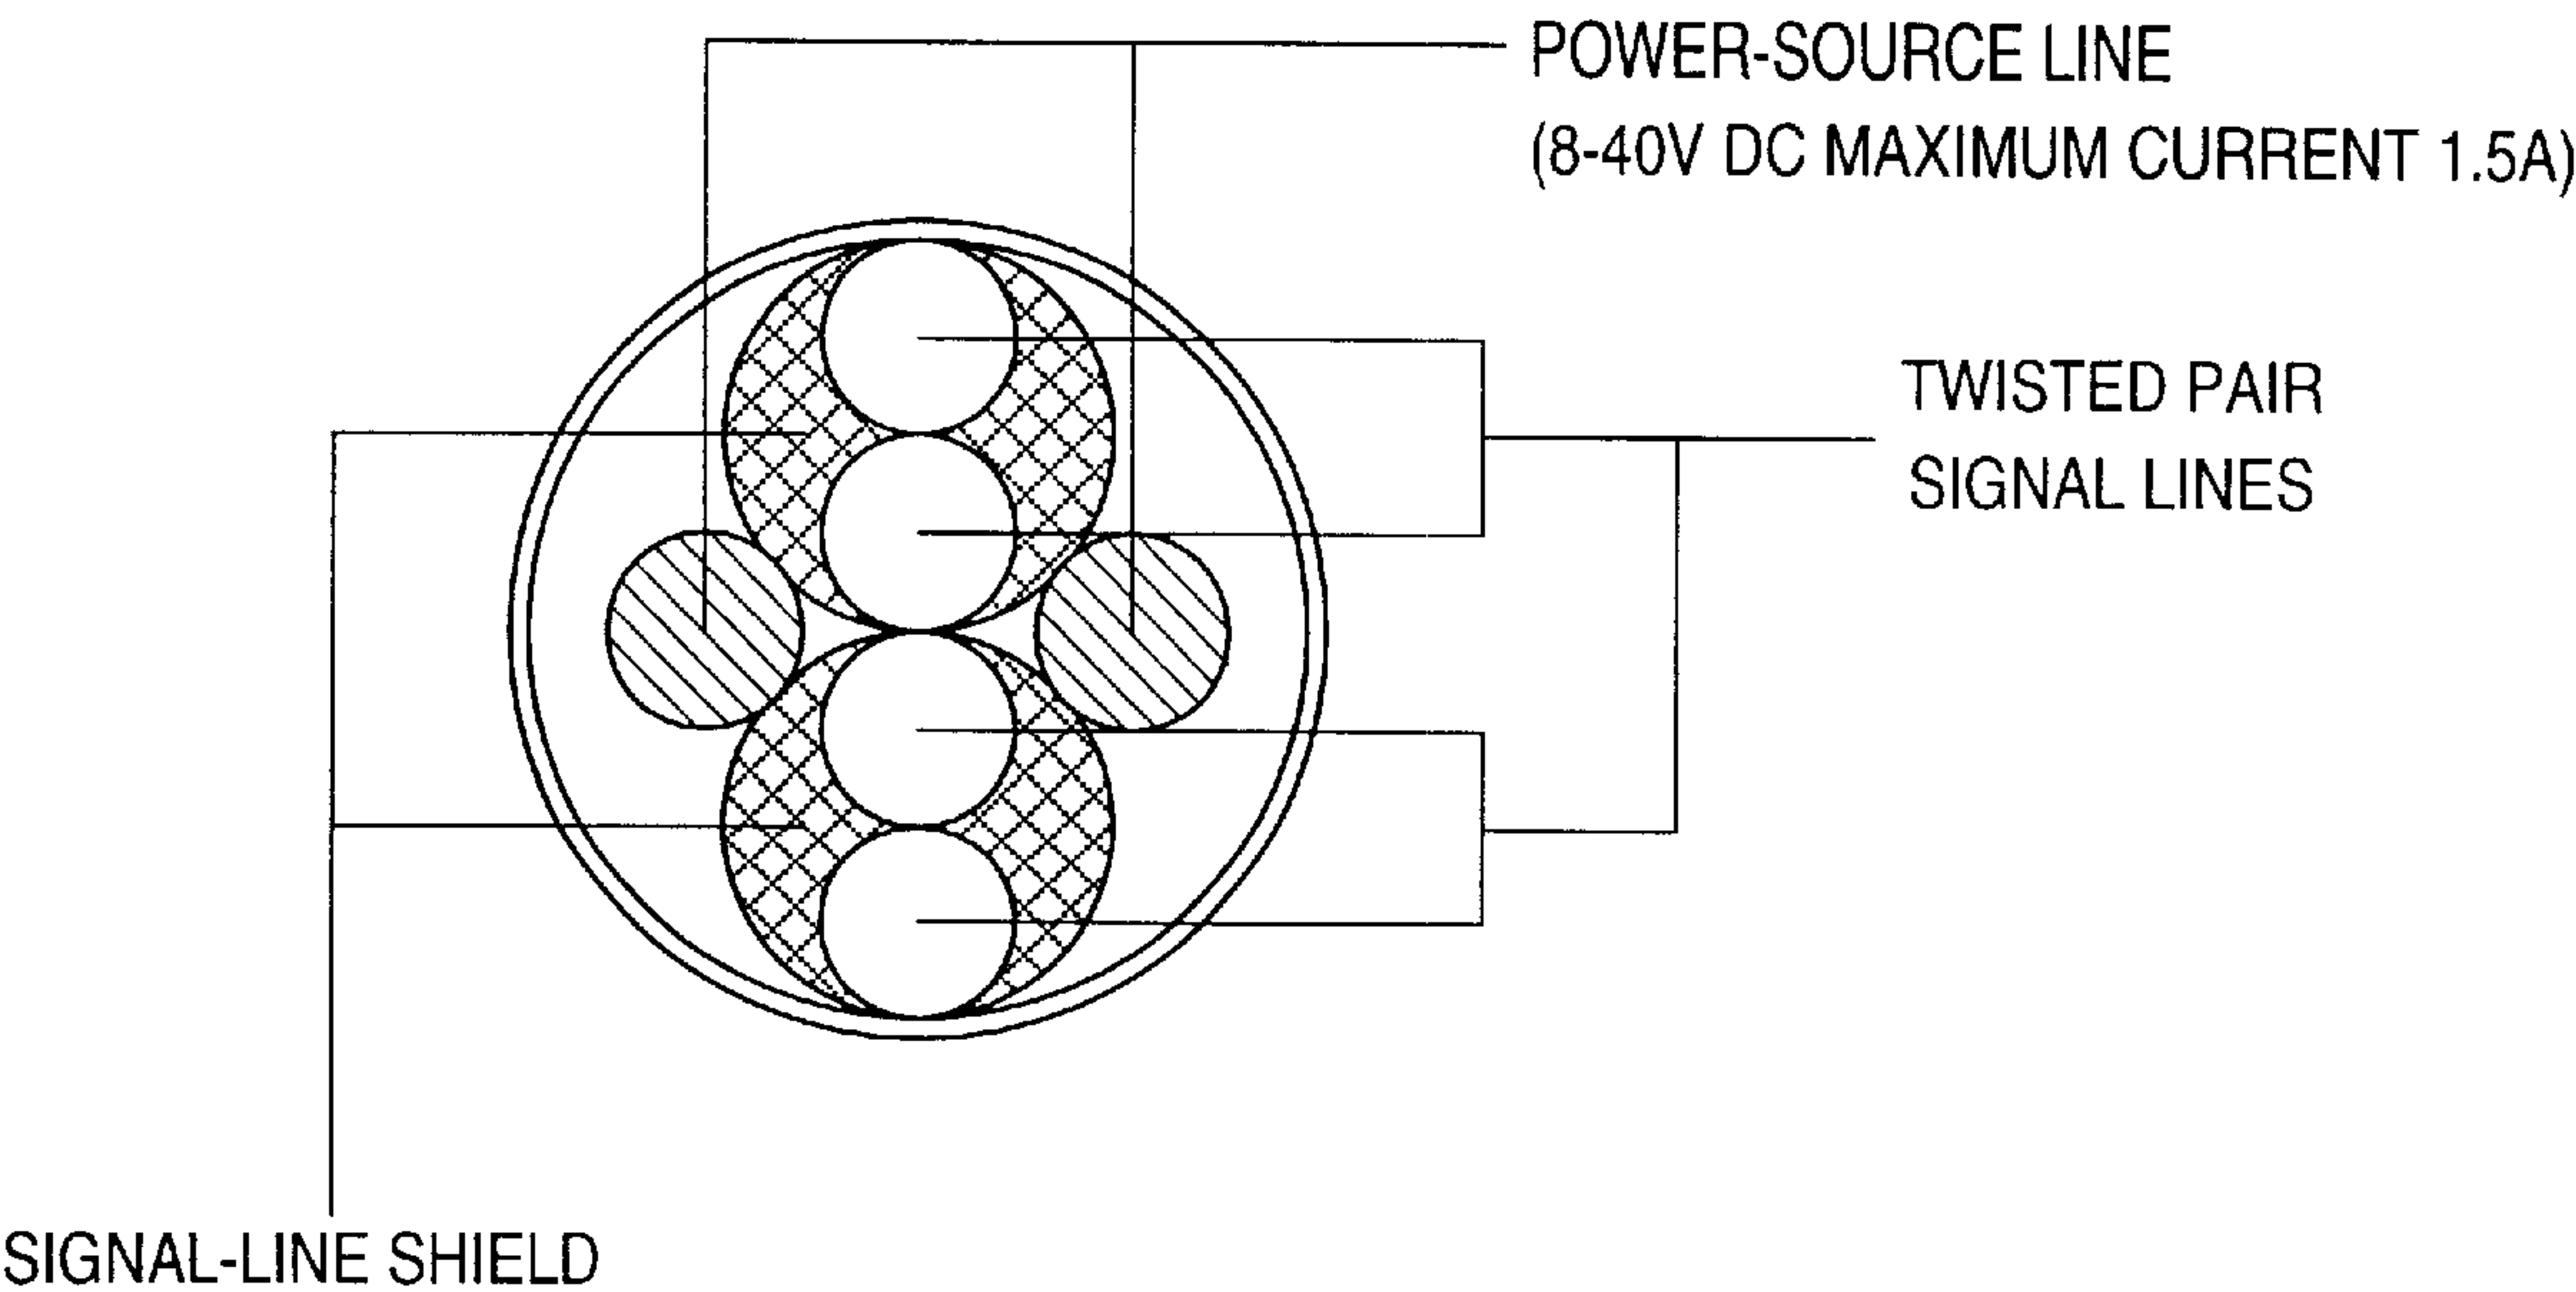 POWER-SOURCE LINE
(8-40V DC MAXIMUM CURRENT 1.5A)
TWISTED PAIR
SIGNAL LINES
SIGNAL-LINE SHIELD